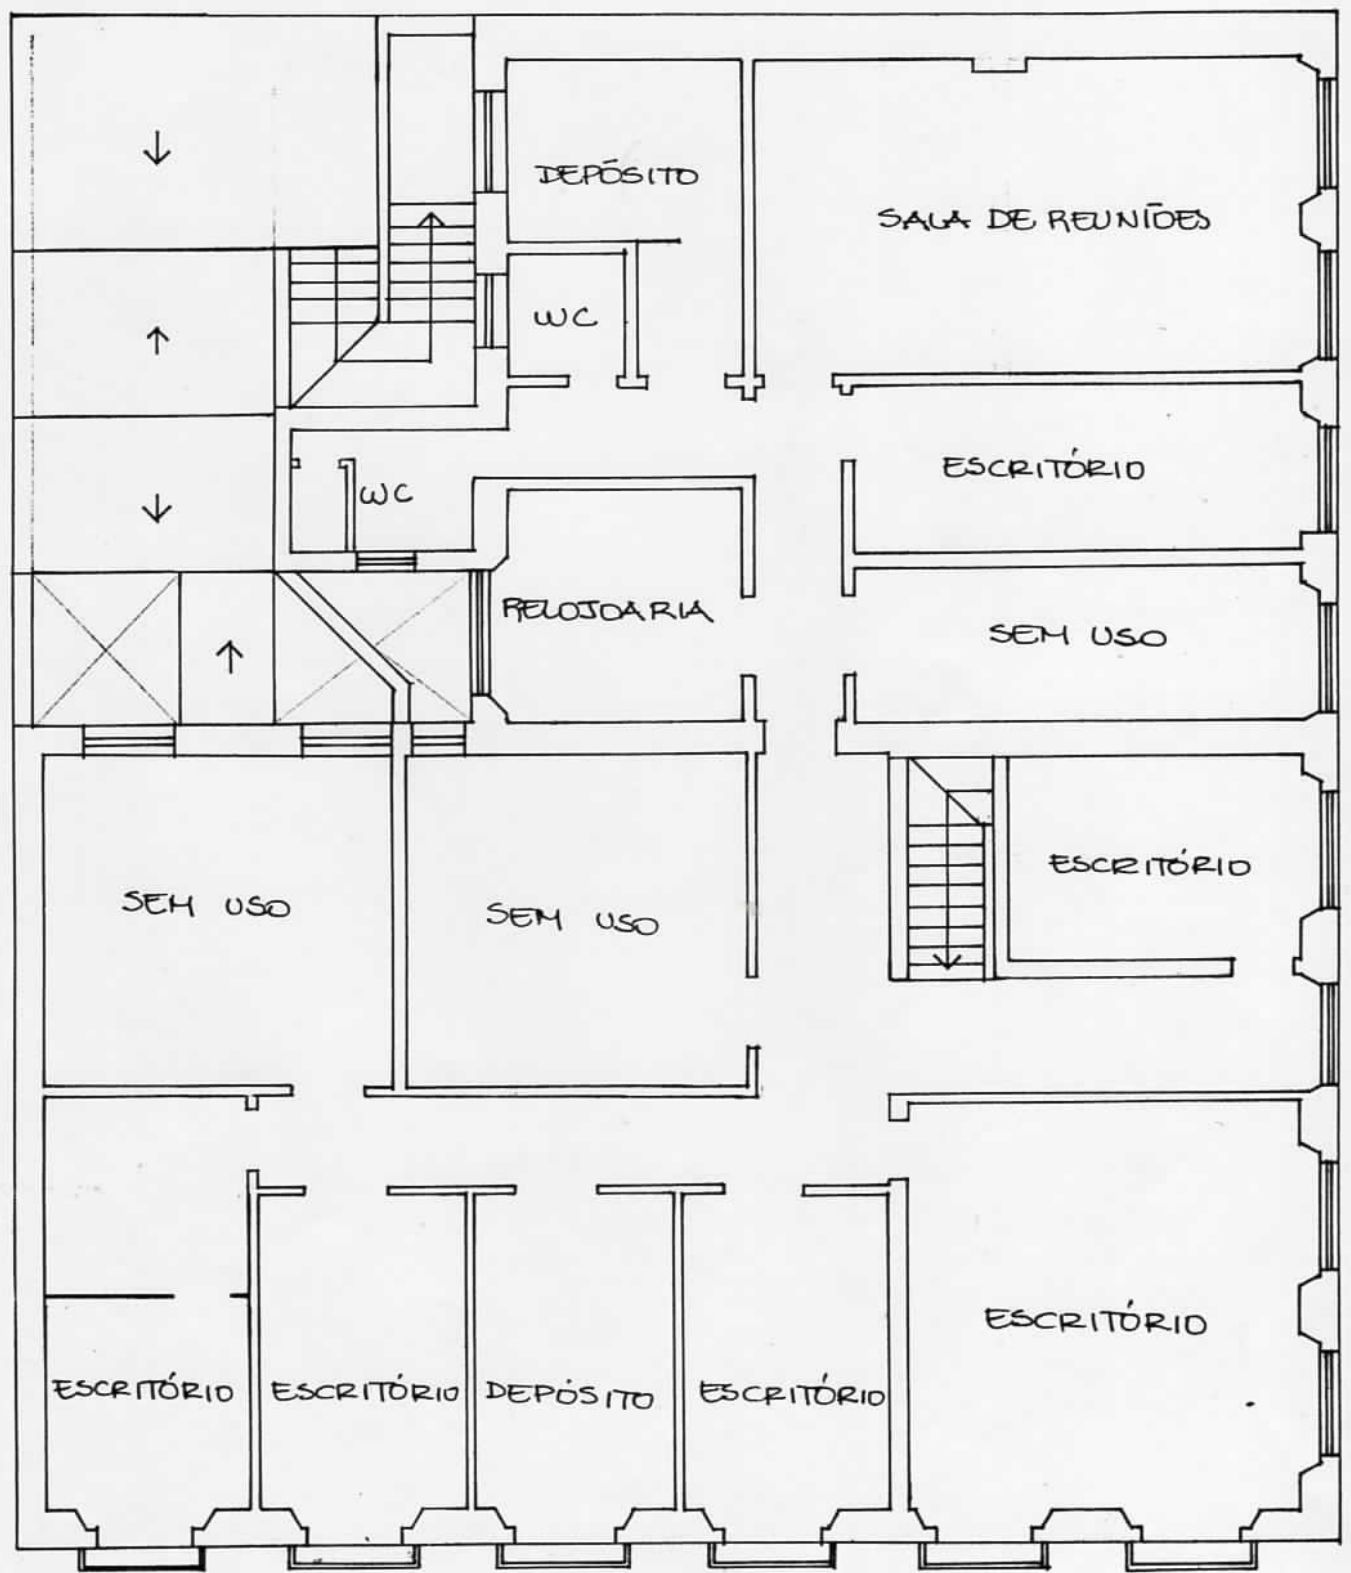 DEPÓSITO
SALA DE REUNIÕES
WC
ESCRITÓRIO
WC
RELOJOARIA
SEM USO
ESCRITÓRIO
SEM USO
SEM USO
ESCRITÓRIO
ESCRITÓRIO
ESCRITÓRIO
DEPÓSITO
ESCRITÓRIO